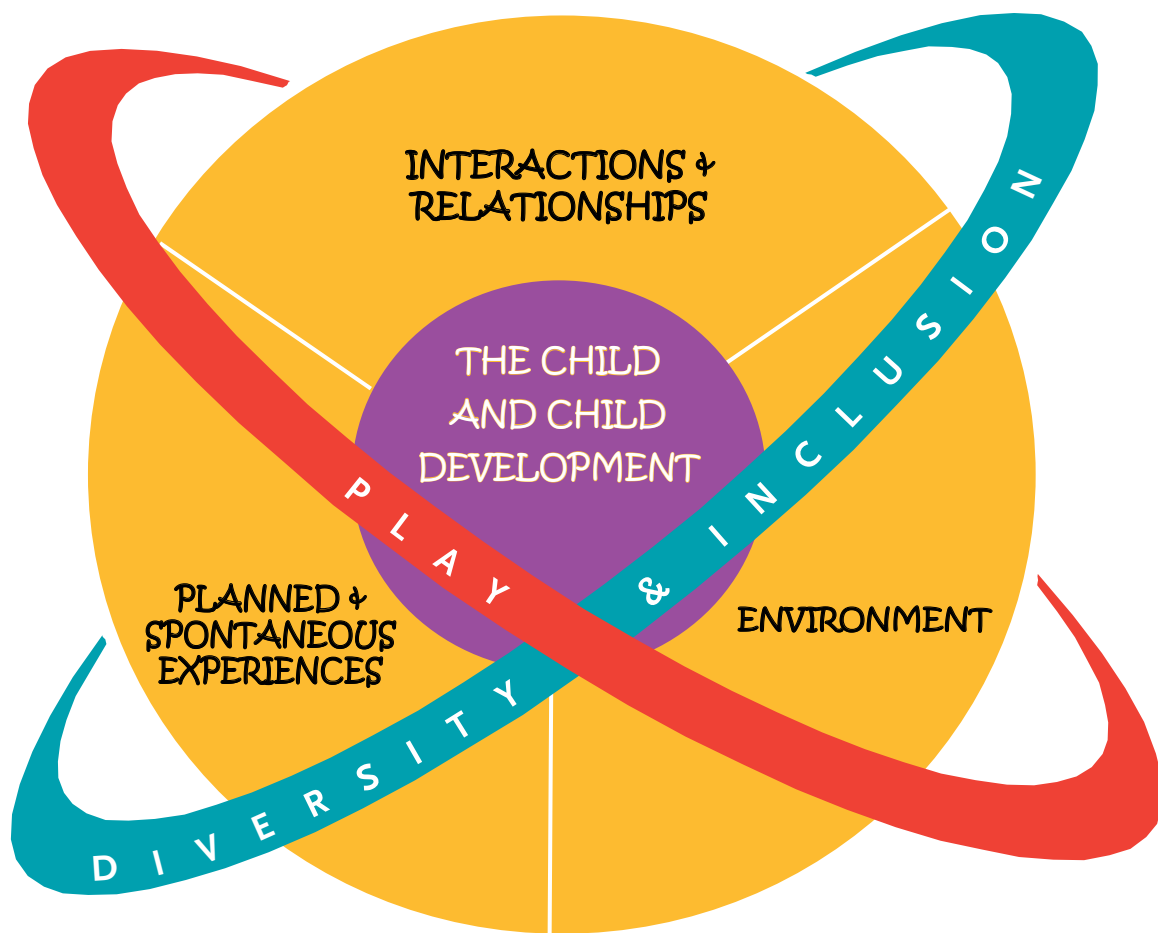 INTERACTIONS &
RELATIONSHIPS
THE CHILD
AND CHILD
DEVELOPMENT
PLAY
DIVERSITY & INCLUSION
PLANNED &
SPONTANEOUS
EXPERIENCES
ENVIRONMENT